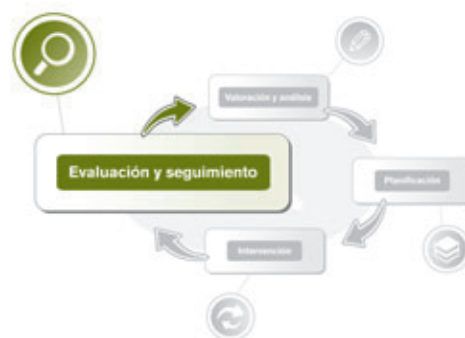 Valoración y análisis
Evaluación y seguimiento
Planificación
Intervención